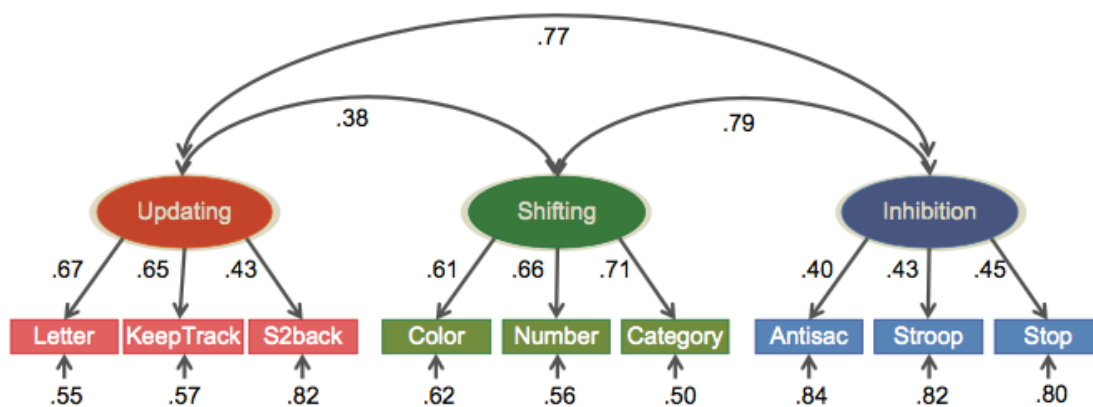 .77
.38 .79
Updating Shifting Inhibition
.67 .65 .43 .61 .66 .71 .40 .43 .45
Letter KeepTrack S2back Color Number Category Antisac Stroop Stop
.55 .57 .82 .62 .56 .50 .84 .82 .80